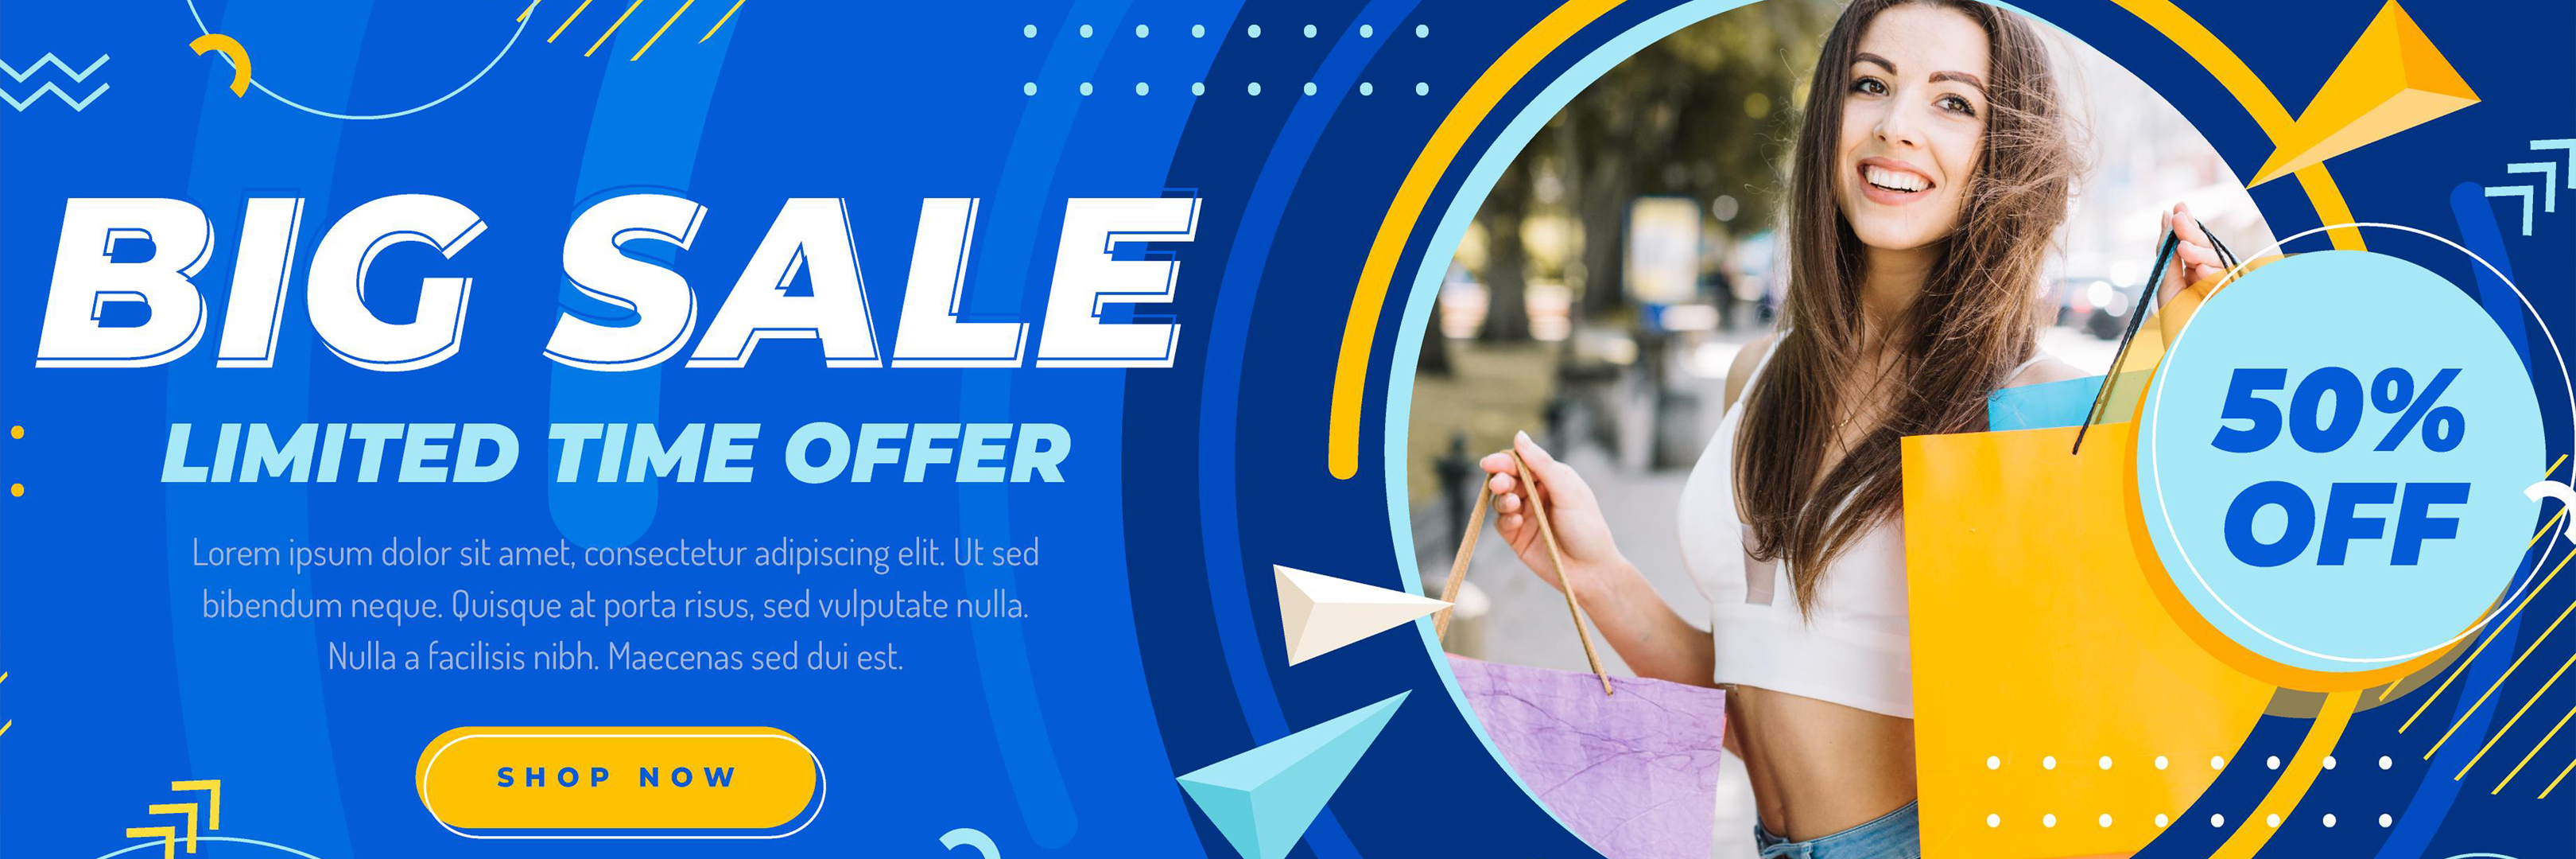 BIG SALE
LIMITED TIME OFFER
Lorem ipsum dolor sit amet, consectetur adipiscing elit. Ut sed
bibendum neque. Quisque at porta risus, sed vulputate nulla.
Nulla a facilisis nibh. Maecenas sed dui est.
SHOP NOW
50%
OFF